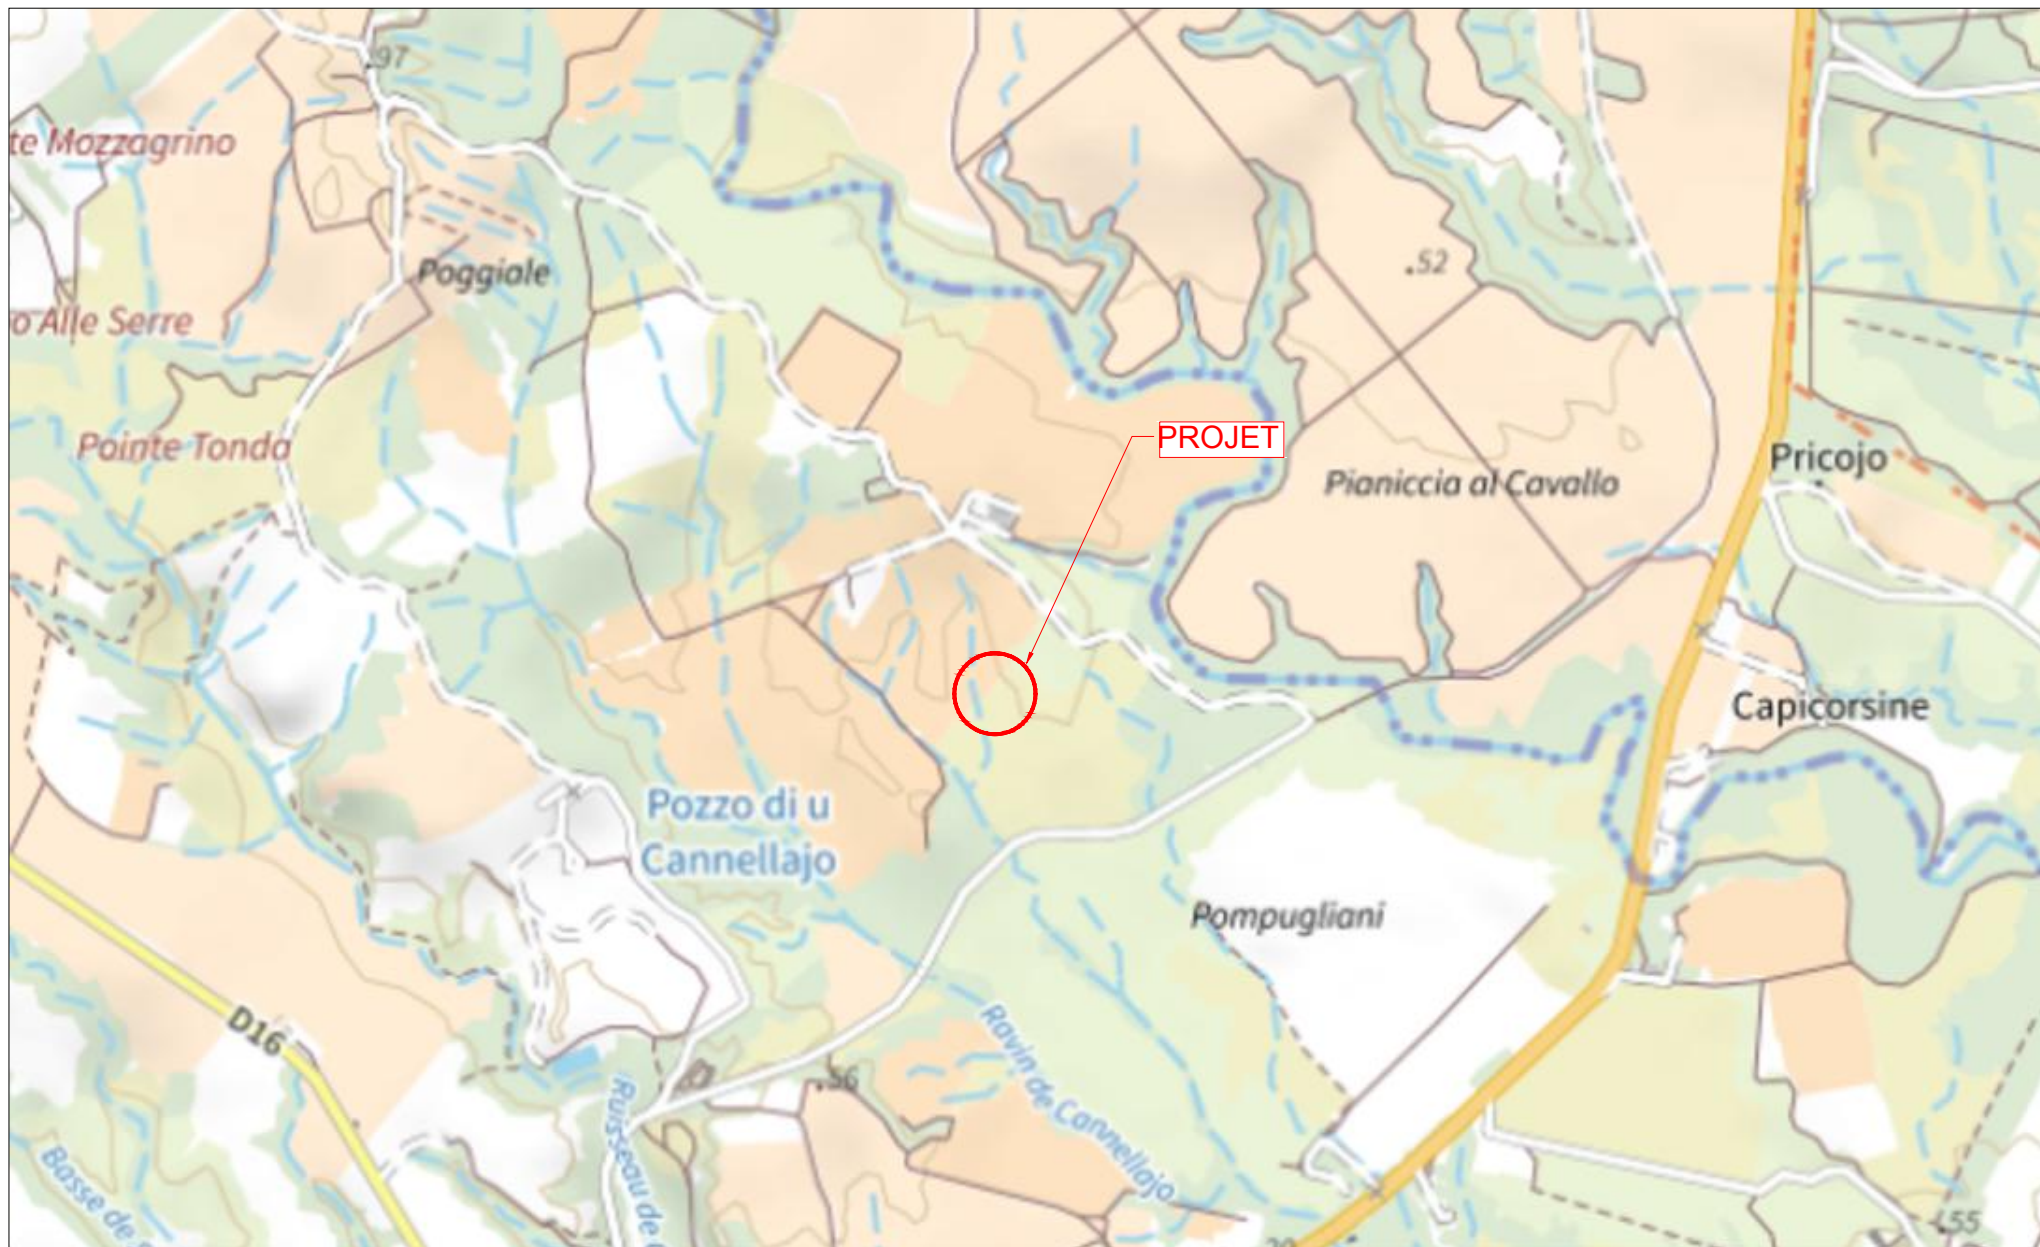 97
te Mozzagrino
Poggiale
52
o Alle Serre
PROJET
Pointe Tonda
Pricojo
Pianiccia al Cavallo
Capicorsine
Pozzo di u
Cannellajo
Pompugliani
D16
Ravin de Cannellajo
56
Ruisseau de
Basse de
55